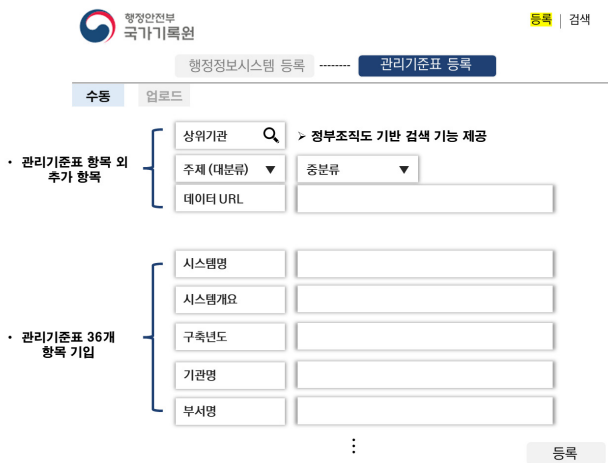 행정안전부
국가기록원
등록 | 검색
행정정보시스템 등록 -------- 관리기준표 등록
수동 업로드
• 관리기준표 항목 외
추가 항목
상위기관 ➢ 정부조직도 기반 검색 기능 제공
주제 (대분류) ▼ 중분류 ▼
데이터 URL
• 관리기준표 36개
항목 기입
시스템명
시스템개요
구축년도
기관명
부서명
⋮
등록